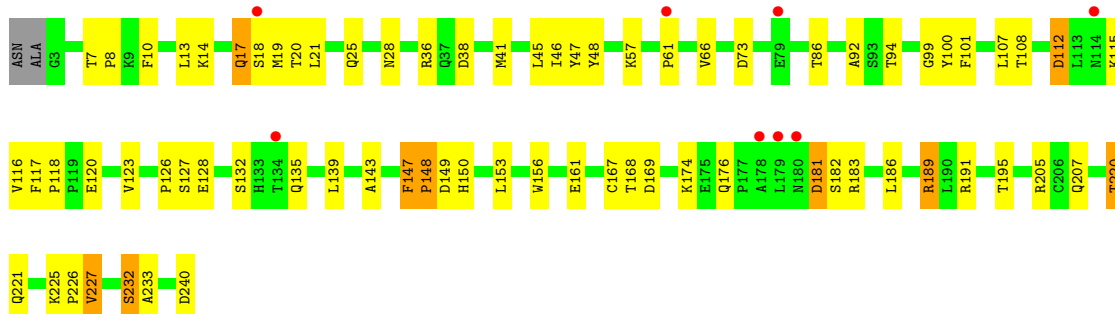 ASN ALA G3 T7 P8 K9 F10 L13 K14 Q17 S18 M19 T20 L21 Q25 N28 R36 Q37 D38 M41 L45 I46 Y47 Y48 K57 P61 V66 D73 E79 T86 A92 S93 T94 G99 Y100 F101 L107 T108 D112 L113 N114 K115
V116 F117 P118 P119 E120 V123 P126 S127 E128 S132 H133 T134 Q135 L139 A143 F147 P148 D149 H150 L153 W156 E161 C167 T168 D169 K174 E175 Q176 P177 A178 L179 N180 D181 S182 R183 L186 R189 L190 R191 T195 R205 C206 Q207
Q221 K225 P226 V227 S232 A233 D240